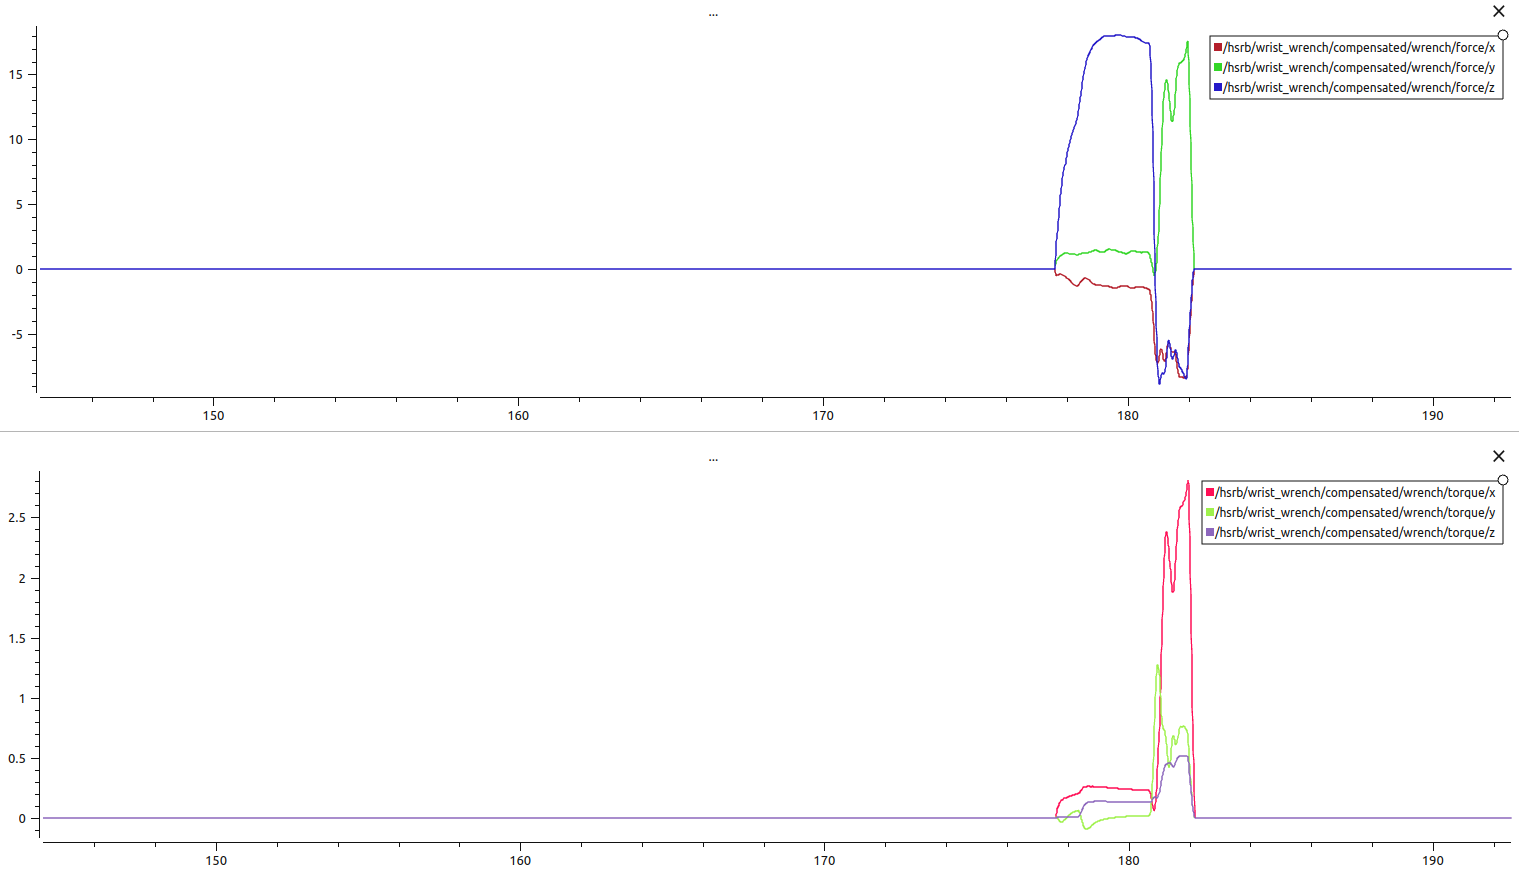 ...
/hsrb/wrist_wrench/compensated/wrench/force/x
/hsrb/wrist_wrench/compensated/wrench/force/y
/hsrb/wrist_wrench/compensated/wrench/force/z
15
10
5
0
-5
150 160 170 180 190
...
/hsrb/wrist_wrench/compensated/wrench/torque/x
/hsrb/wrist_wrench/compensated/wrench/torque/y
/hsrb/wrist_wrench/compensated/wrench/torque/z
2.5
2
1.5
1
0.5
0
150 160 170 180 190